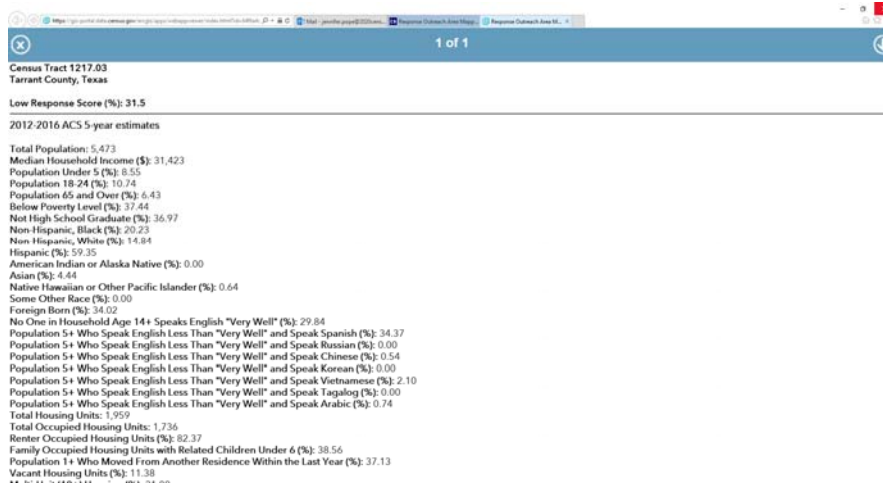 1 of 1
Census Tract 1217.03
Tarrant County, Texas
Low Response Score (%): 31.5
2012-2016 ACS 5-year estimates
Total Population: 5,473
Median Household Income ($): 31,423
Population Under 5 (%): 8.55
Population 18-24 (%): 10.74
Population 65 and Over (%): 6.43
Below Poverty Level (%): 37.44
Not High School Graduate (%): 36.97
Non-Hispanic, Black (%): 20.23
Non-Hispanic, White (%): 14.84
Hispanic (%): 59.35
American Indian or Alaska Native (%): 0.00
Asian (%): 4.44
Native Hawaiian or Other Pacific Islander (%): 0.64
Some Other Race (%): 0.00
Foreign Born (%): 34.02
No One in Household Age 14+ Speaks English "Very Well" (%): 29.84
Population 5+ Who Speak English Less Than "Very Well" and Speak Spanish (%): 34.37
Population 5+ Who Speak English Less Than "Very Well" and Speak Russian (%): 0.00
Population 5+ Who Speak English Less Than "Very Well" and Speak Chinese (%): 0.54
Population 5+ Who Speak English Less Than "Very Well" and Speak Korean (%): 0.00
Population 5+ Who Speak English Less Than "Very Well" and Speak Vietnamese (%): 2.10
Population 5+ Who Speak English Less Than "Very Well" and Speak Tagalog (%): 0.00
Population 5+ Who Speak English Less Than "Very Well" and Speak Arabic (%): 0.74
Total Housing Units: 1,959
Total Occupied Housing Units: 1,736
Renter Occupied Housing Units (%): 82.37
Family Occupied Housing Units with Related Children Under 6 (%): 38.56
Population 1+ Who Moved From Another Residence Within the Last Year (%): 37.13
Vacant Housing Units (%): 11.38